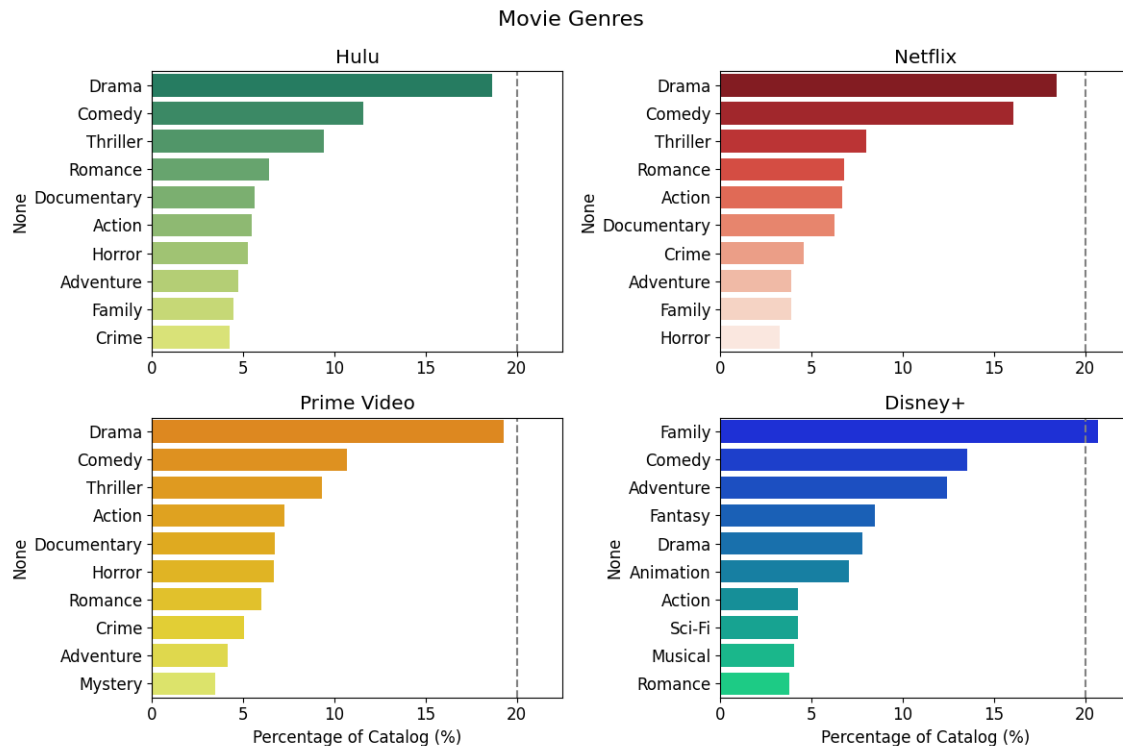 Movie Genres
Hulu
None
Drama
Comedy
Thriller
Romance
Documentary
Action
Horror
Adventure
Family
Crime
0 5 10 15 20
Netflix
None
Drama
Comedy
Thriller
Romance
Action
Documentary
Crime
Adventure
Family
Horror
0 5 10 15 20
Prime Video
None
Drama
Comedy
Thriller
Action
Documentary
Horror
Romance
Crime
Adventure
Mystery
0 5 10 15 20
Percentage of Catalog (%)
Disney+
None
Family
Comedy
Adventure
Fantasy
Drama
Animation
Action
Sci-Fi
Musical
Romance
0 5 10 15 20
Percentage of Catalog (%)